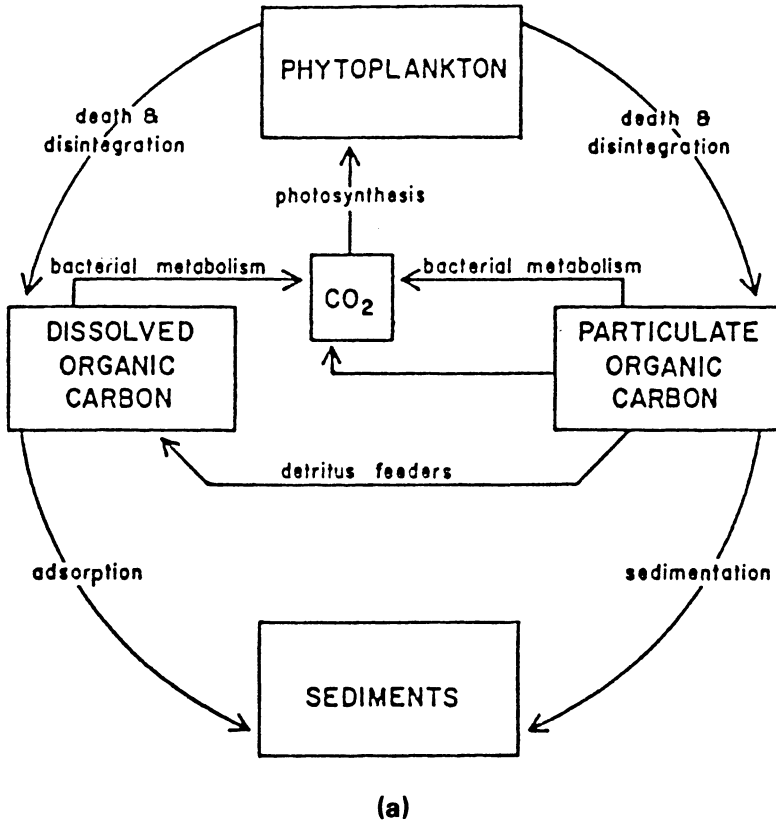 PHYTOPLANKTON
death &
disintegration
death &
disintegration
photosynthesis
bacterial metabolism
bacterial metabolism
CO₂
DISSOLVED
ORGANIC
CARBON
PARTICULATE
ORGANIC
CARBON
detritus feeders
adsorption
sedimentation
SEDIMENTS
(a)